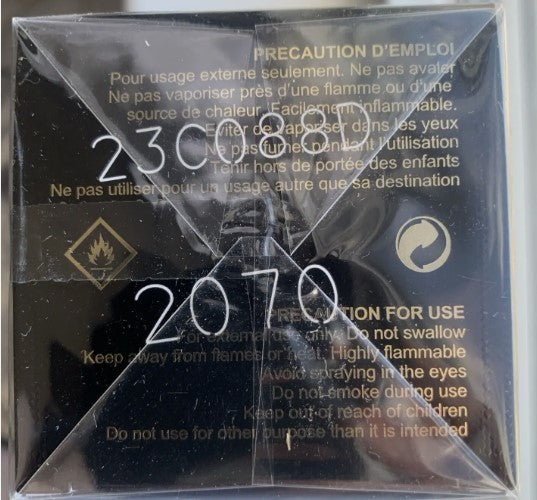 PRECAUTION D'EMPLOI
Pour usage externe seulement. Ne pas avaler
Ne pas vaporiser près d'une flamme ou d'une
source de chaleur. Facilement inflammable.
Eviter de vaporiser dans les yeux
23C088D
Ne pas fumer pendant l'utilisation
Tenir hors de portée des enfants
Ne pas utiliser pour un usage autre que sa destination
2070
PRECAUTION FOR USE
For external use only. Do not swallow
Keep away from flames or heat. Highly flammable
Avoid spraying in the eyes
Do not smoke during use
Keep out of reach of children
Do not use for other purpose than it is intended